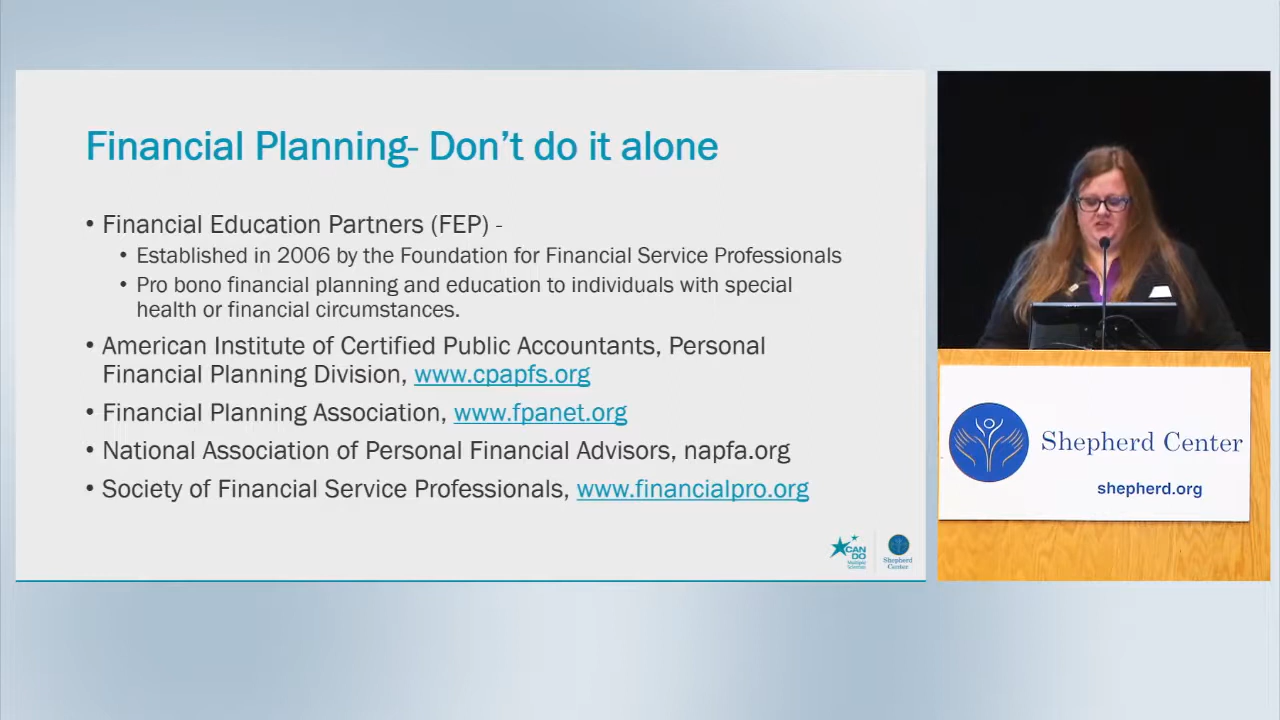 Financial Planning- Don't do it alone
• Financial Education Partners (FEP) -
• Established in 2006 by the Foundation for Financial Service Professionals
• Pro bono financial planning and education to individuals with special
health or financial circumstances.
• American Institute of Certified Public Accountants, Personal
Financial Planning Division, www.cpapfs.org
• Financial Planning Association, www.fpanet.org
• National Association of Personal Financial Advisors, napfa.org
• Society of Financial Service Professionals, www.financialpro.org
CAN
DO
Multiple
Sclerosis
Shepherd
Center
Shepherd Center
shepherd.org